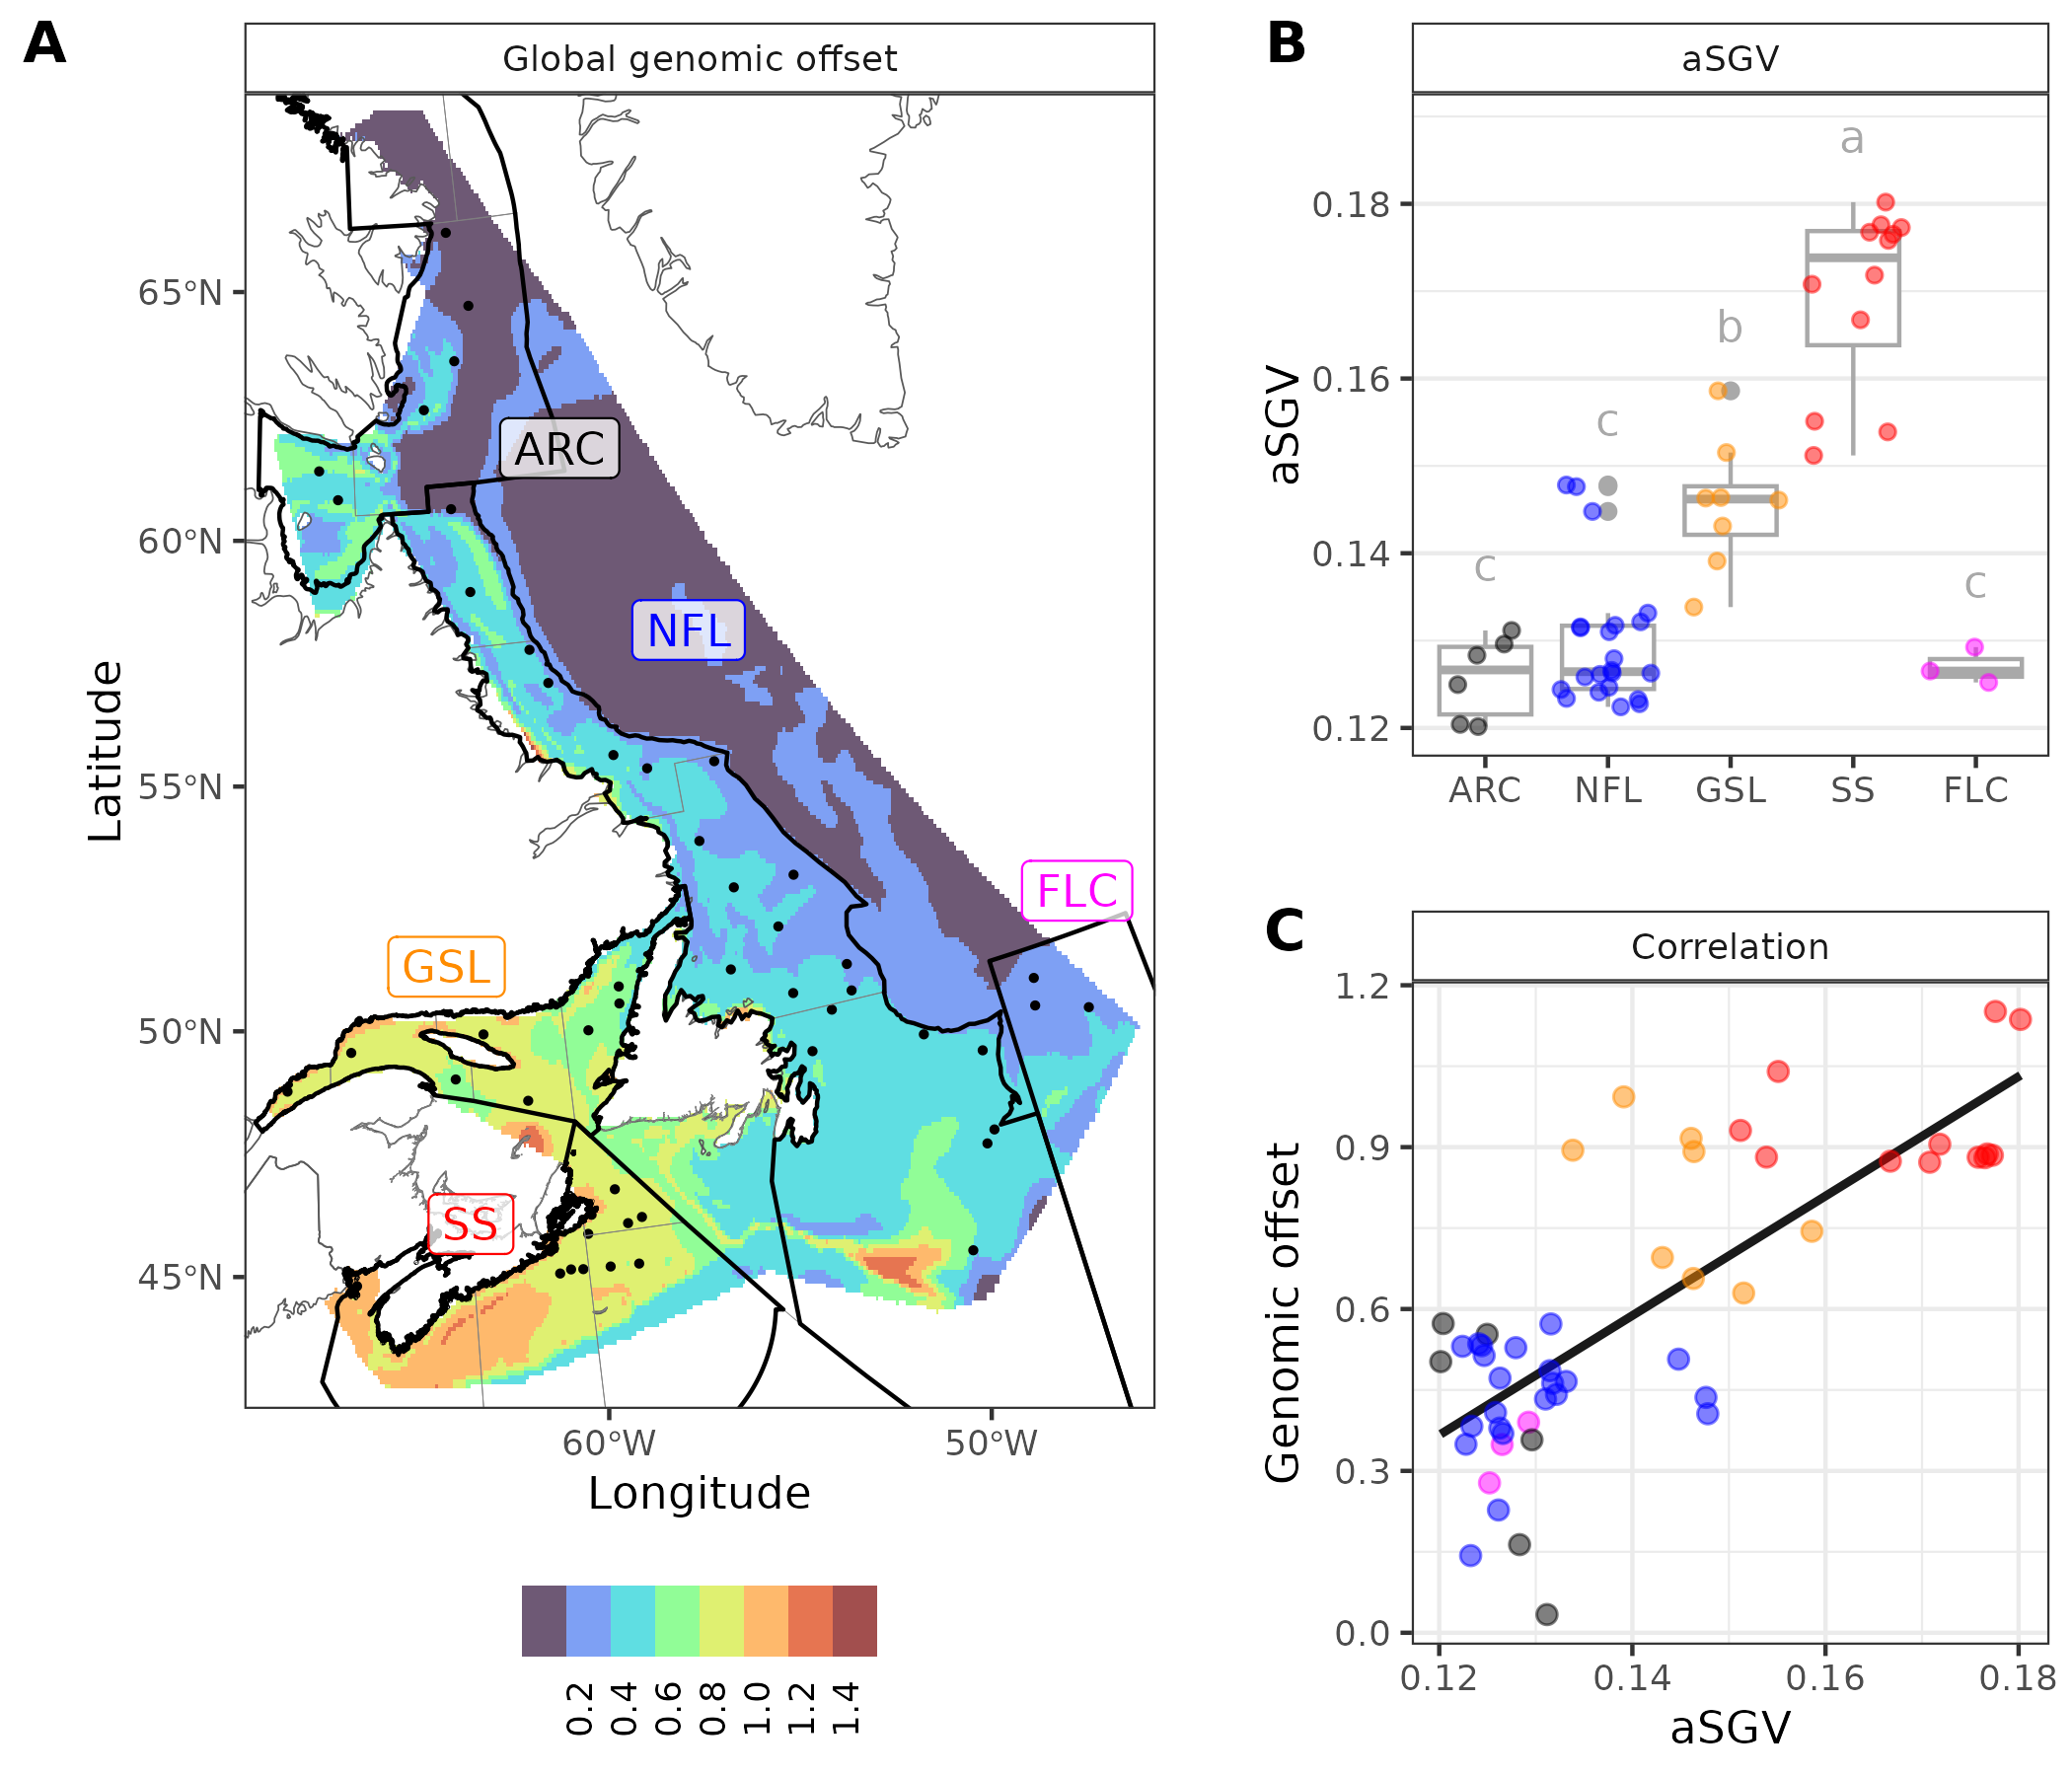 A
Global genomic offset
65°N
60°N
55°N
50°N
45°N
Latitude
ARC
NFL
FLC
GSL
SS
60°W
50°W
Longitude
0.2
0.4
0.6
0.8
1.0
1.2
1.4
B
aSGV
aSGV
0.18
0.16
0.14
0.12
c
c
b
a
c
ARC
NFL
GSL
SS
FLC
C
Correlation
Genomic offset
1.2
0.9
0.6
0.3
0.0
0.12
0.14
0.16
0.18
aSGV